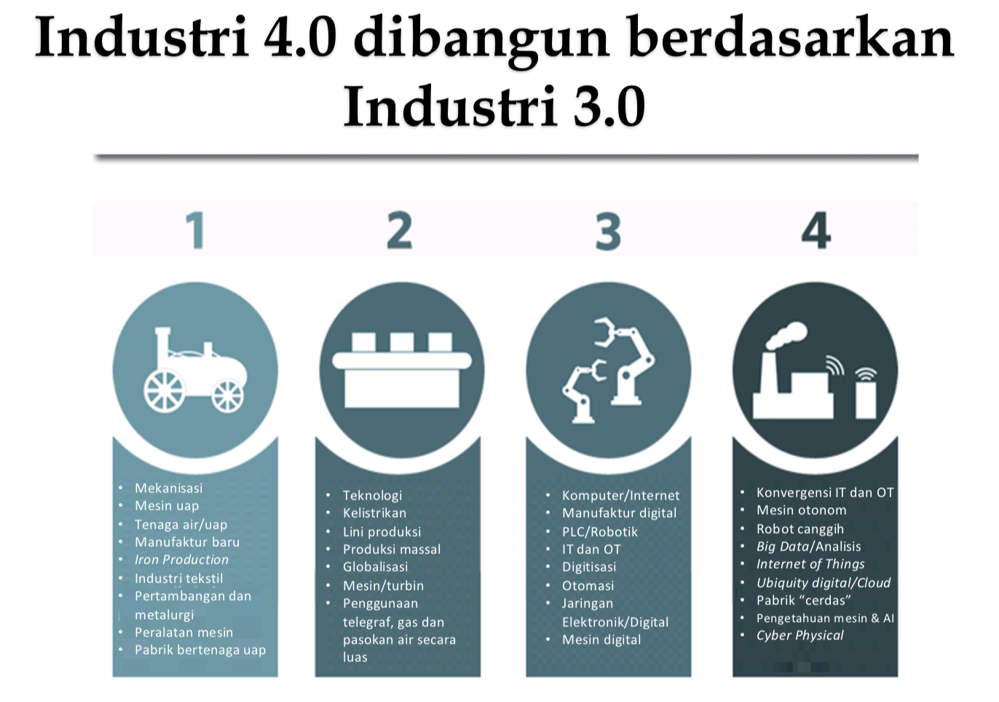 Industri 4.0 dibangun berdasarkan
Industri 3.0
1
2
3
4
• Mekanisasi
• Mesin uap
• Tenaga air/uap
• Manufaktur baru
• Iron Production
• Industri tekstil
• Pertambangan dan
metalurgi
• Peralatan mesin
• Pabrik bertenaga uap
• Teknologi
• Kelistrikan
• Lini produksi
• Produksi massal
• Globalisasi
• Mesin/turbin
• Penggunaan
telegraf, gas dan
pasokan air secara
luas
• Komputer/Internet
• Manufaktur digital
• PLC/Robotik
• IT dan OT
• Digitisasi
• Otomasi
• Jaringan
Elektronik/Digital
• Mesin digital
• Konvergensi IT dan OT
• Mesin otonom
• Robot canggih
• Big Data/Analisis
• Internet of Things
• Ubiquity digital/Cloud
• Pabrik “cerdas”
• Pengetahuan mesin & AI
• Cyber Physical